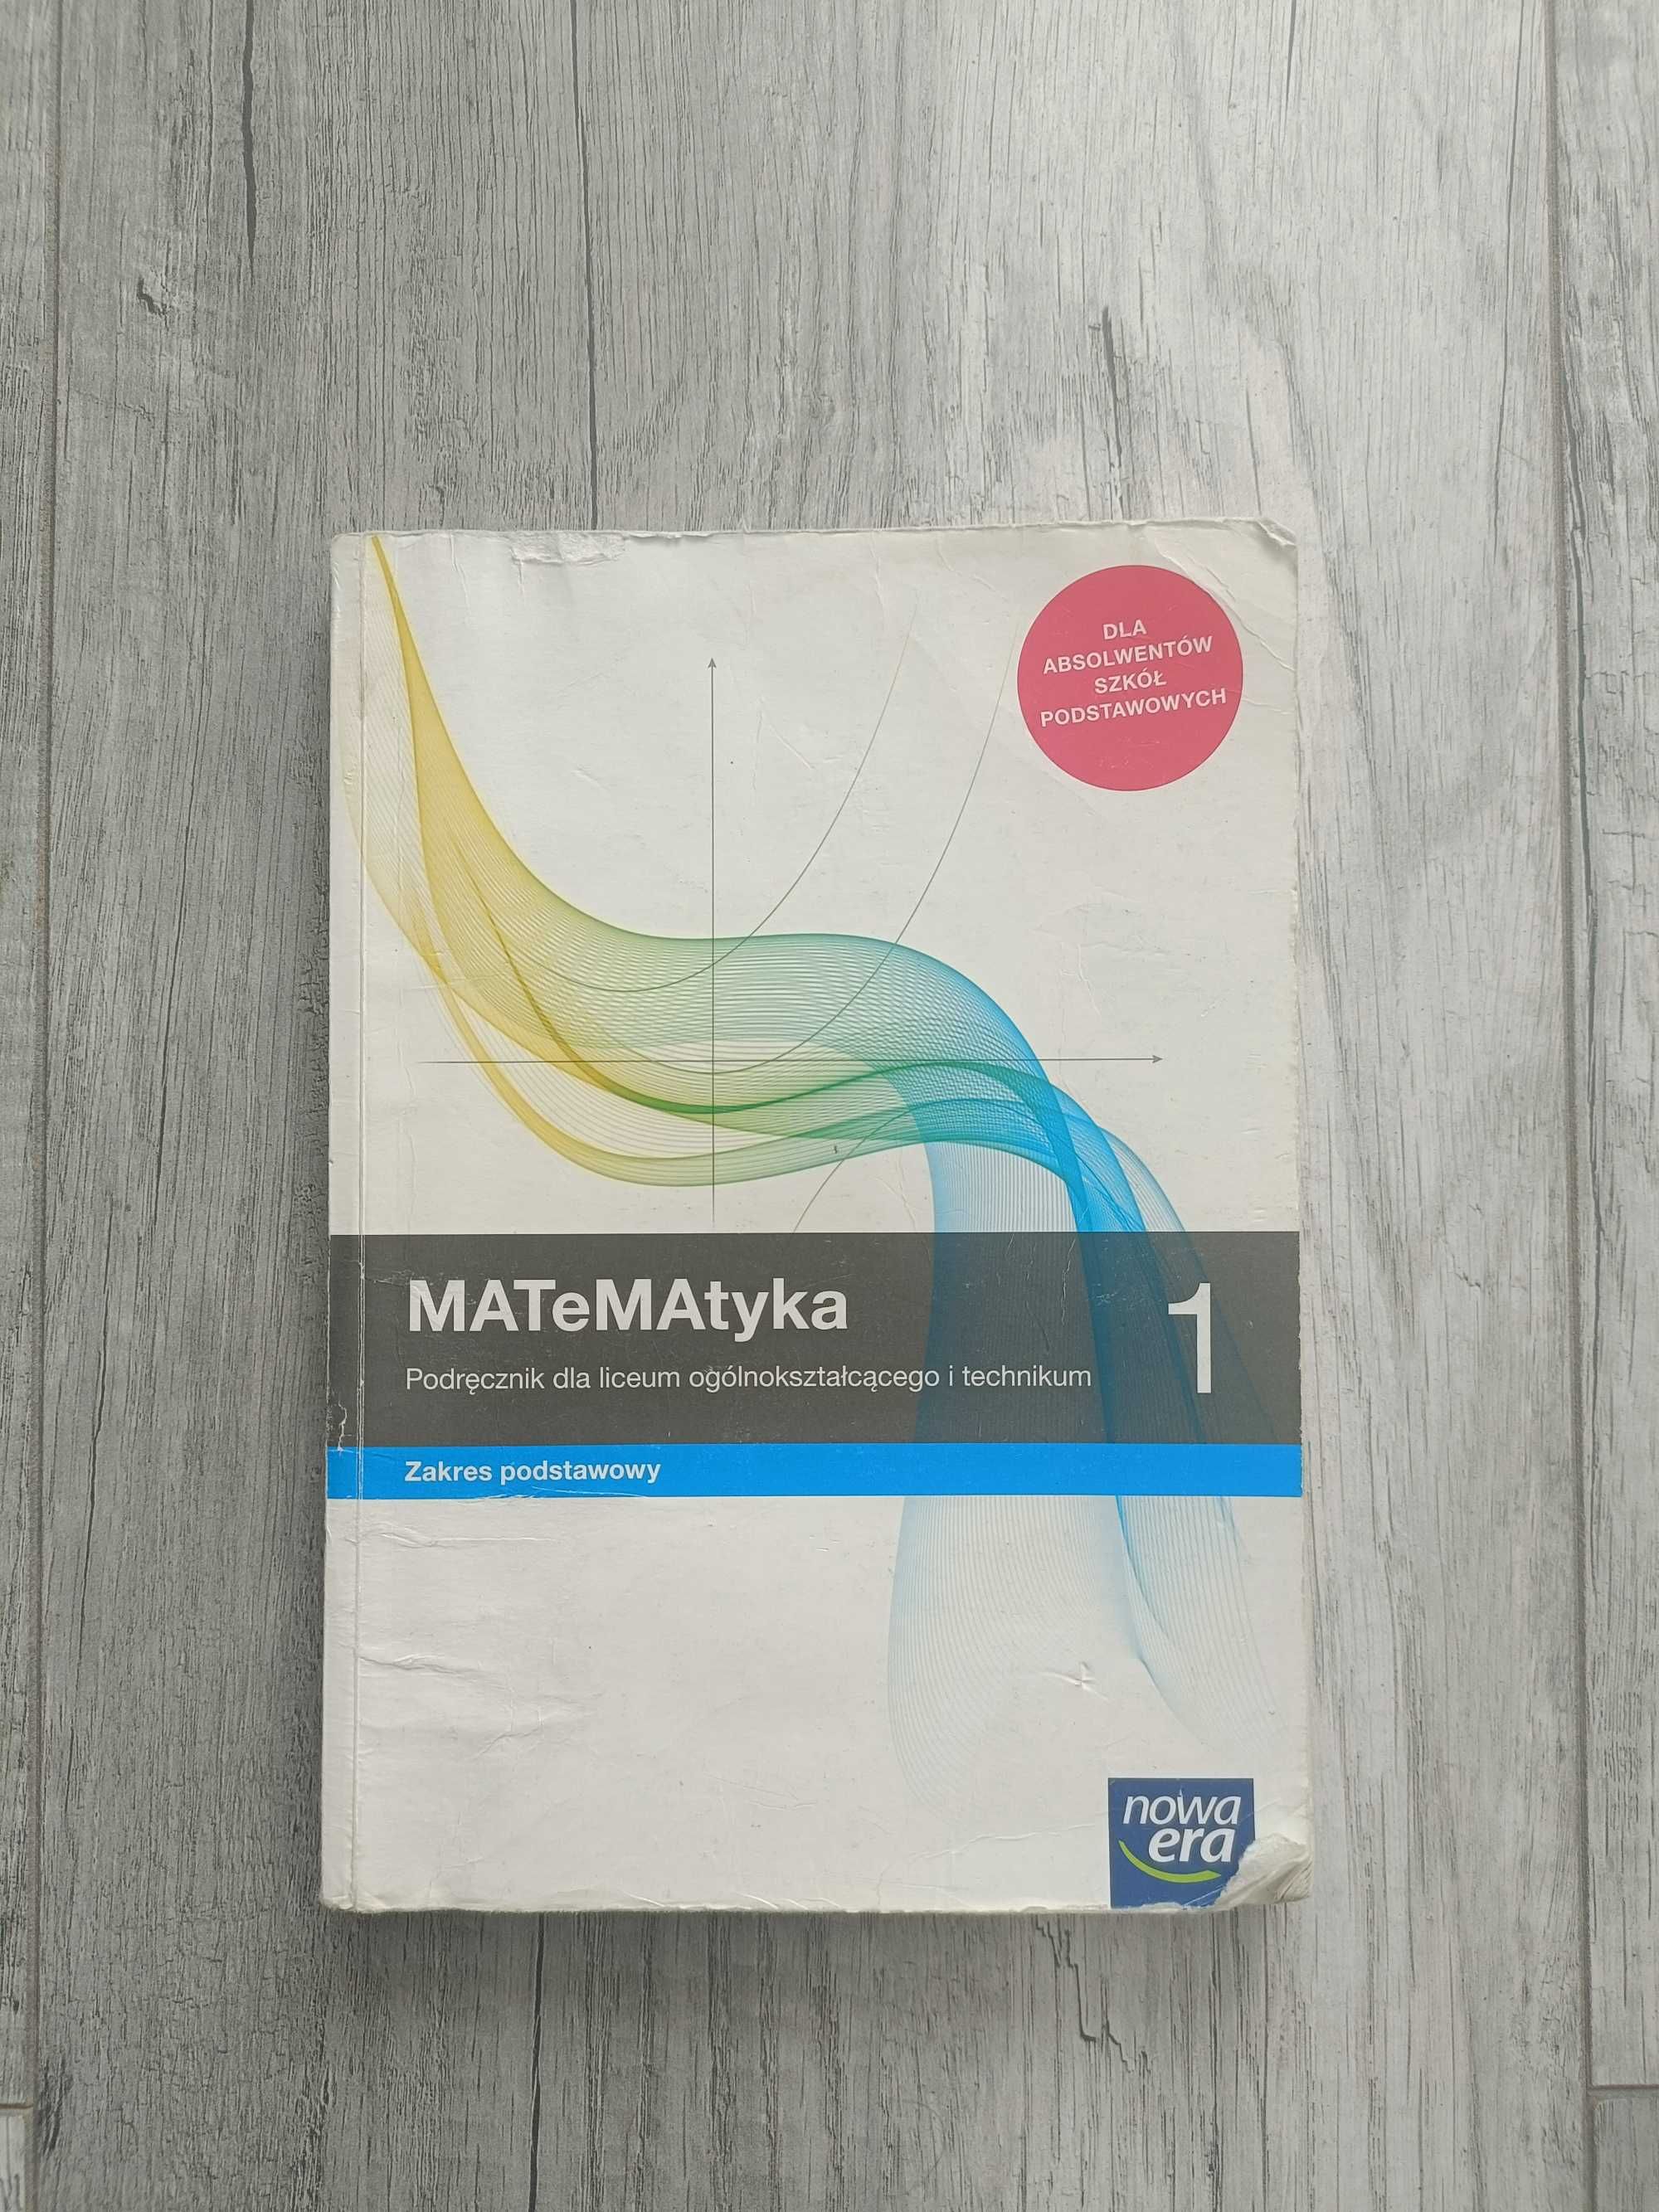 DLA
ABSOLWENTÓW
SZKÓŁ
PODSTAWOWYCH
MATeMAtyka 1
Podręcznik dla liceum ogólnokształcącego i technikum
Zakres podstawowy
nowa
era